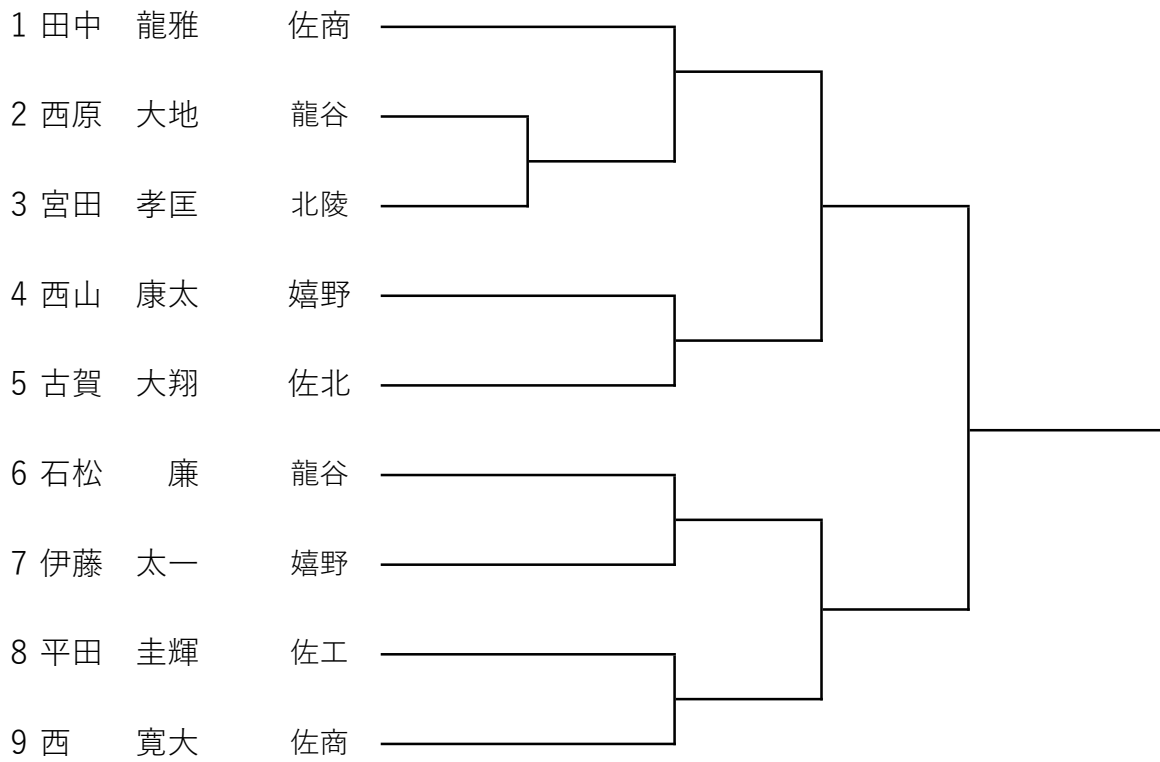 1 田中 龍雅 佐商
2 西原 大地 龍谷
3 宮田 孝匡 北陵
4 西山 康太 嬉野
5 古賀 大翔 佐北
6 石松 廉 龍谷
7 伊藤 太一 嬉野
8 平田 圭輝 佐工
9 西 寛大 佐商